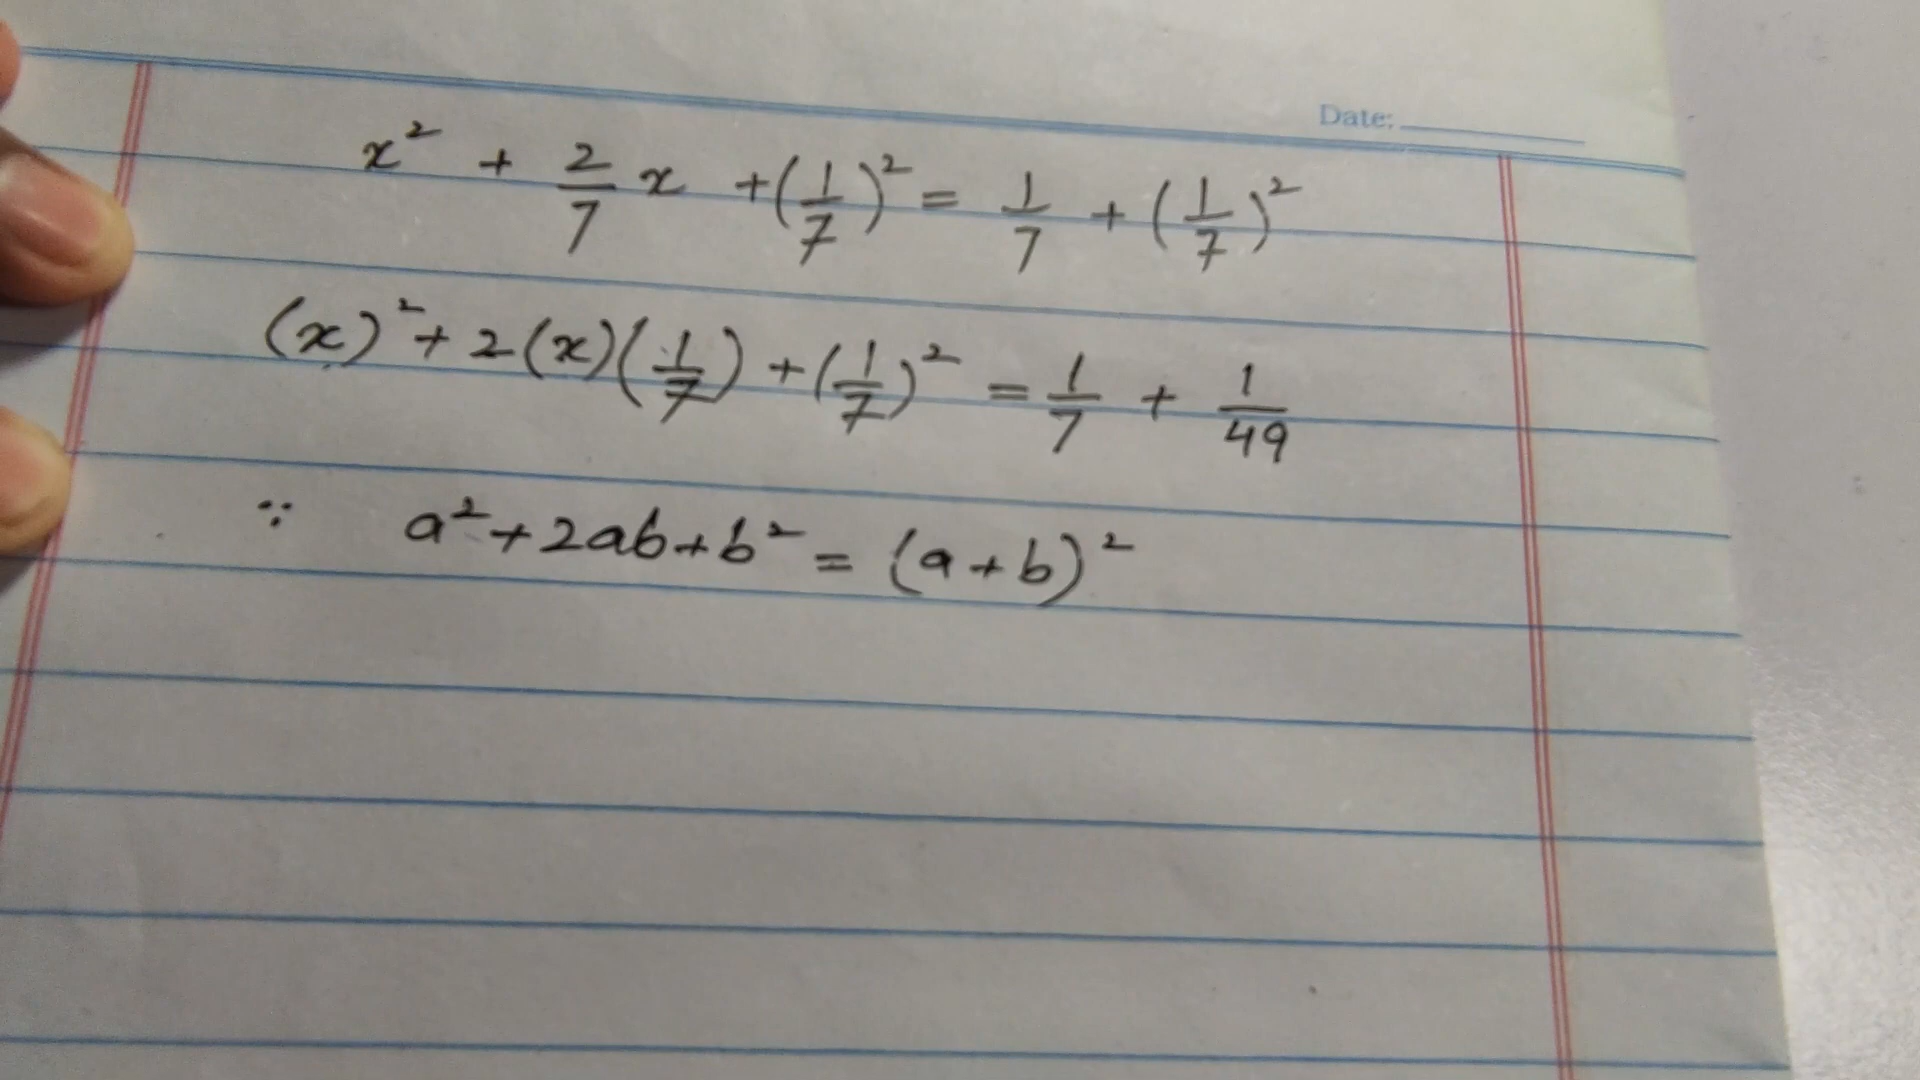 Date:
x² + 2/7 x + (1/7)² = 1/7 + (1/7)²
(x)² + 2(x)(1/7) + (1/7)² = 1/7 + 1/49
∵ a² + 2ab + b² = (a + b)²